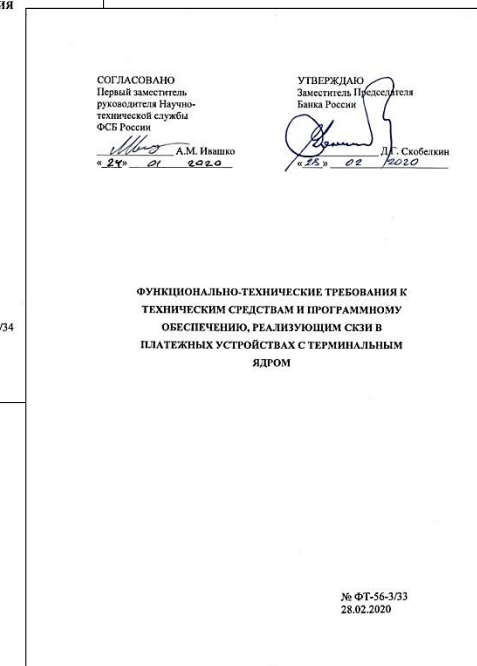 ия
/34
СОГЛАСОВАНО
Первый заместитель
руководителя Научно-
технической службы
ФСБ России
А.М. Ивашко
«24» 01 2020
УТВЕРЖДАЮ
Заместитель Председателя
Банка России
Д.Г. Скобелкин
«28» 02 2020
ФУНКЦИОНАЛЬНО-ТЕХНИЧЕСКИЕ ТРЕБОВАНИЯ К
ТЕХНИЧЕСКИМ СРЕДСТВАМ И ПРОГРАММНОМУ
ОБЕСПЕЧЕНИЮ, РЕАЛИЗУЮЩИМ СКЗИ В
ПЛАТЕЖНЫХ УСТРОЙСТВАХ С ТЕРМИНАЛЬНЫМ
ЯДРОМ
№ ФТ-56-3/33
28.02.2020